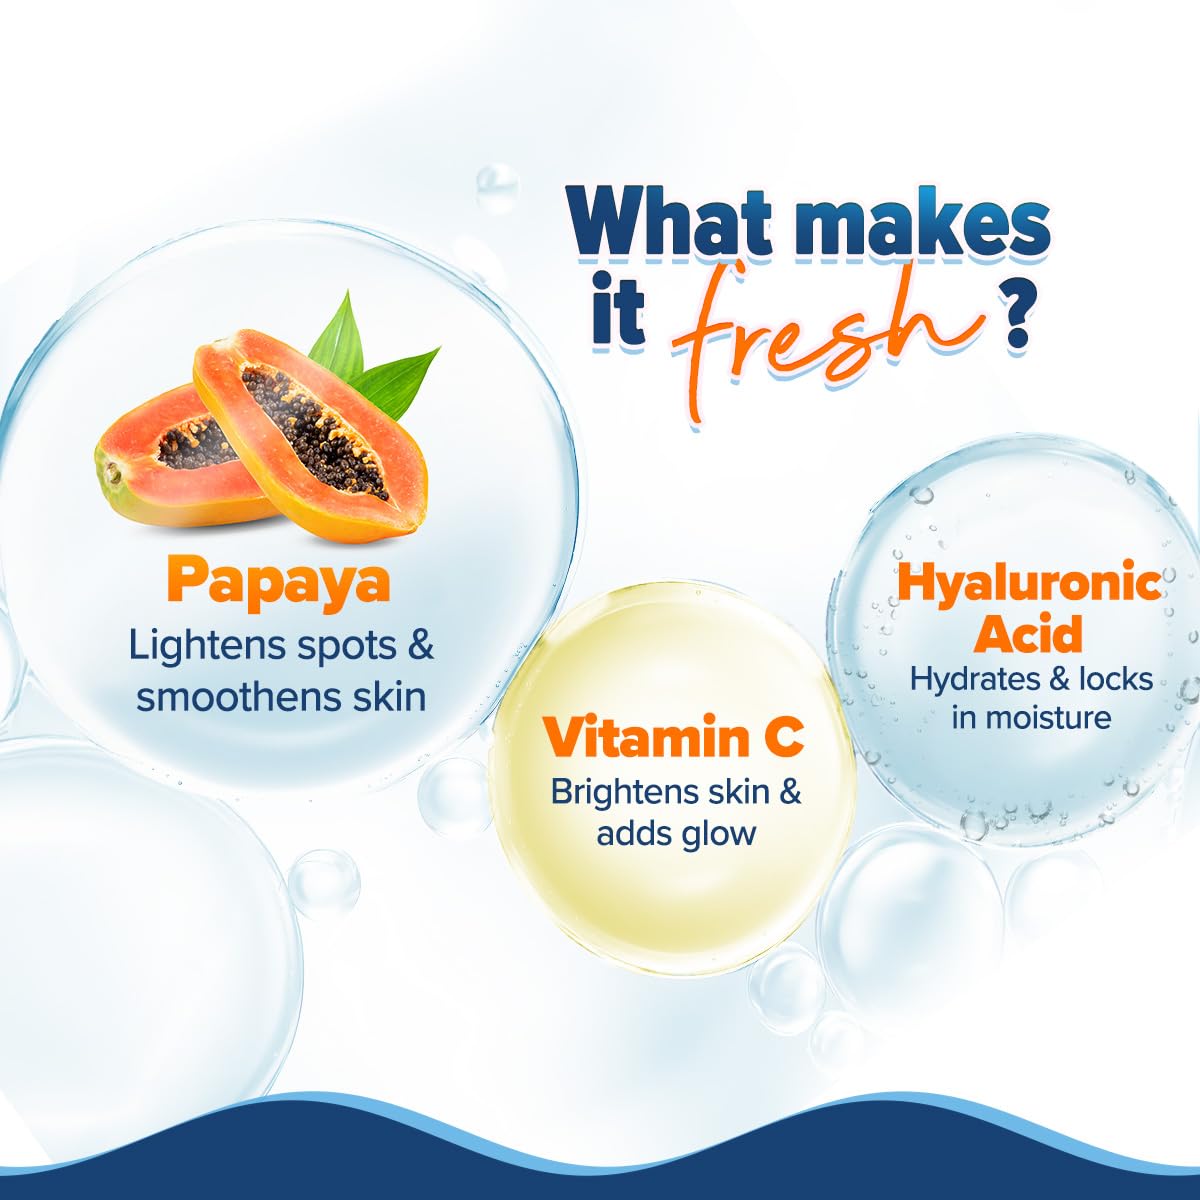 What makes
it fresh?
Papaya
Lightens spots &
smoothens skin
Vitamin C
Brightens skin &
adds glow
Hyaluronic
Acid
Hydrates & locks
in moisture